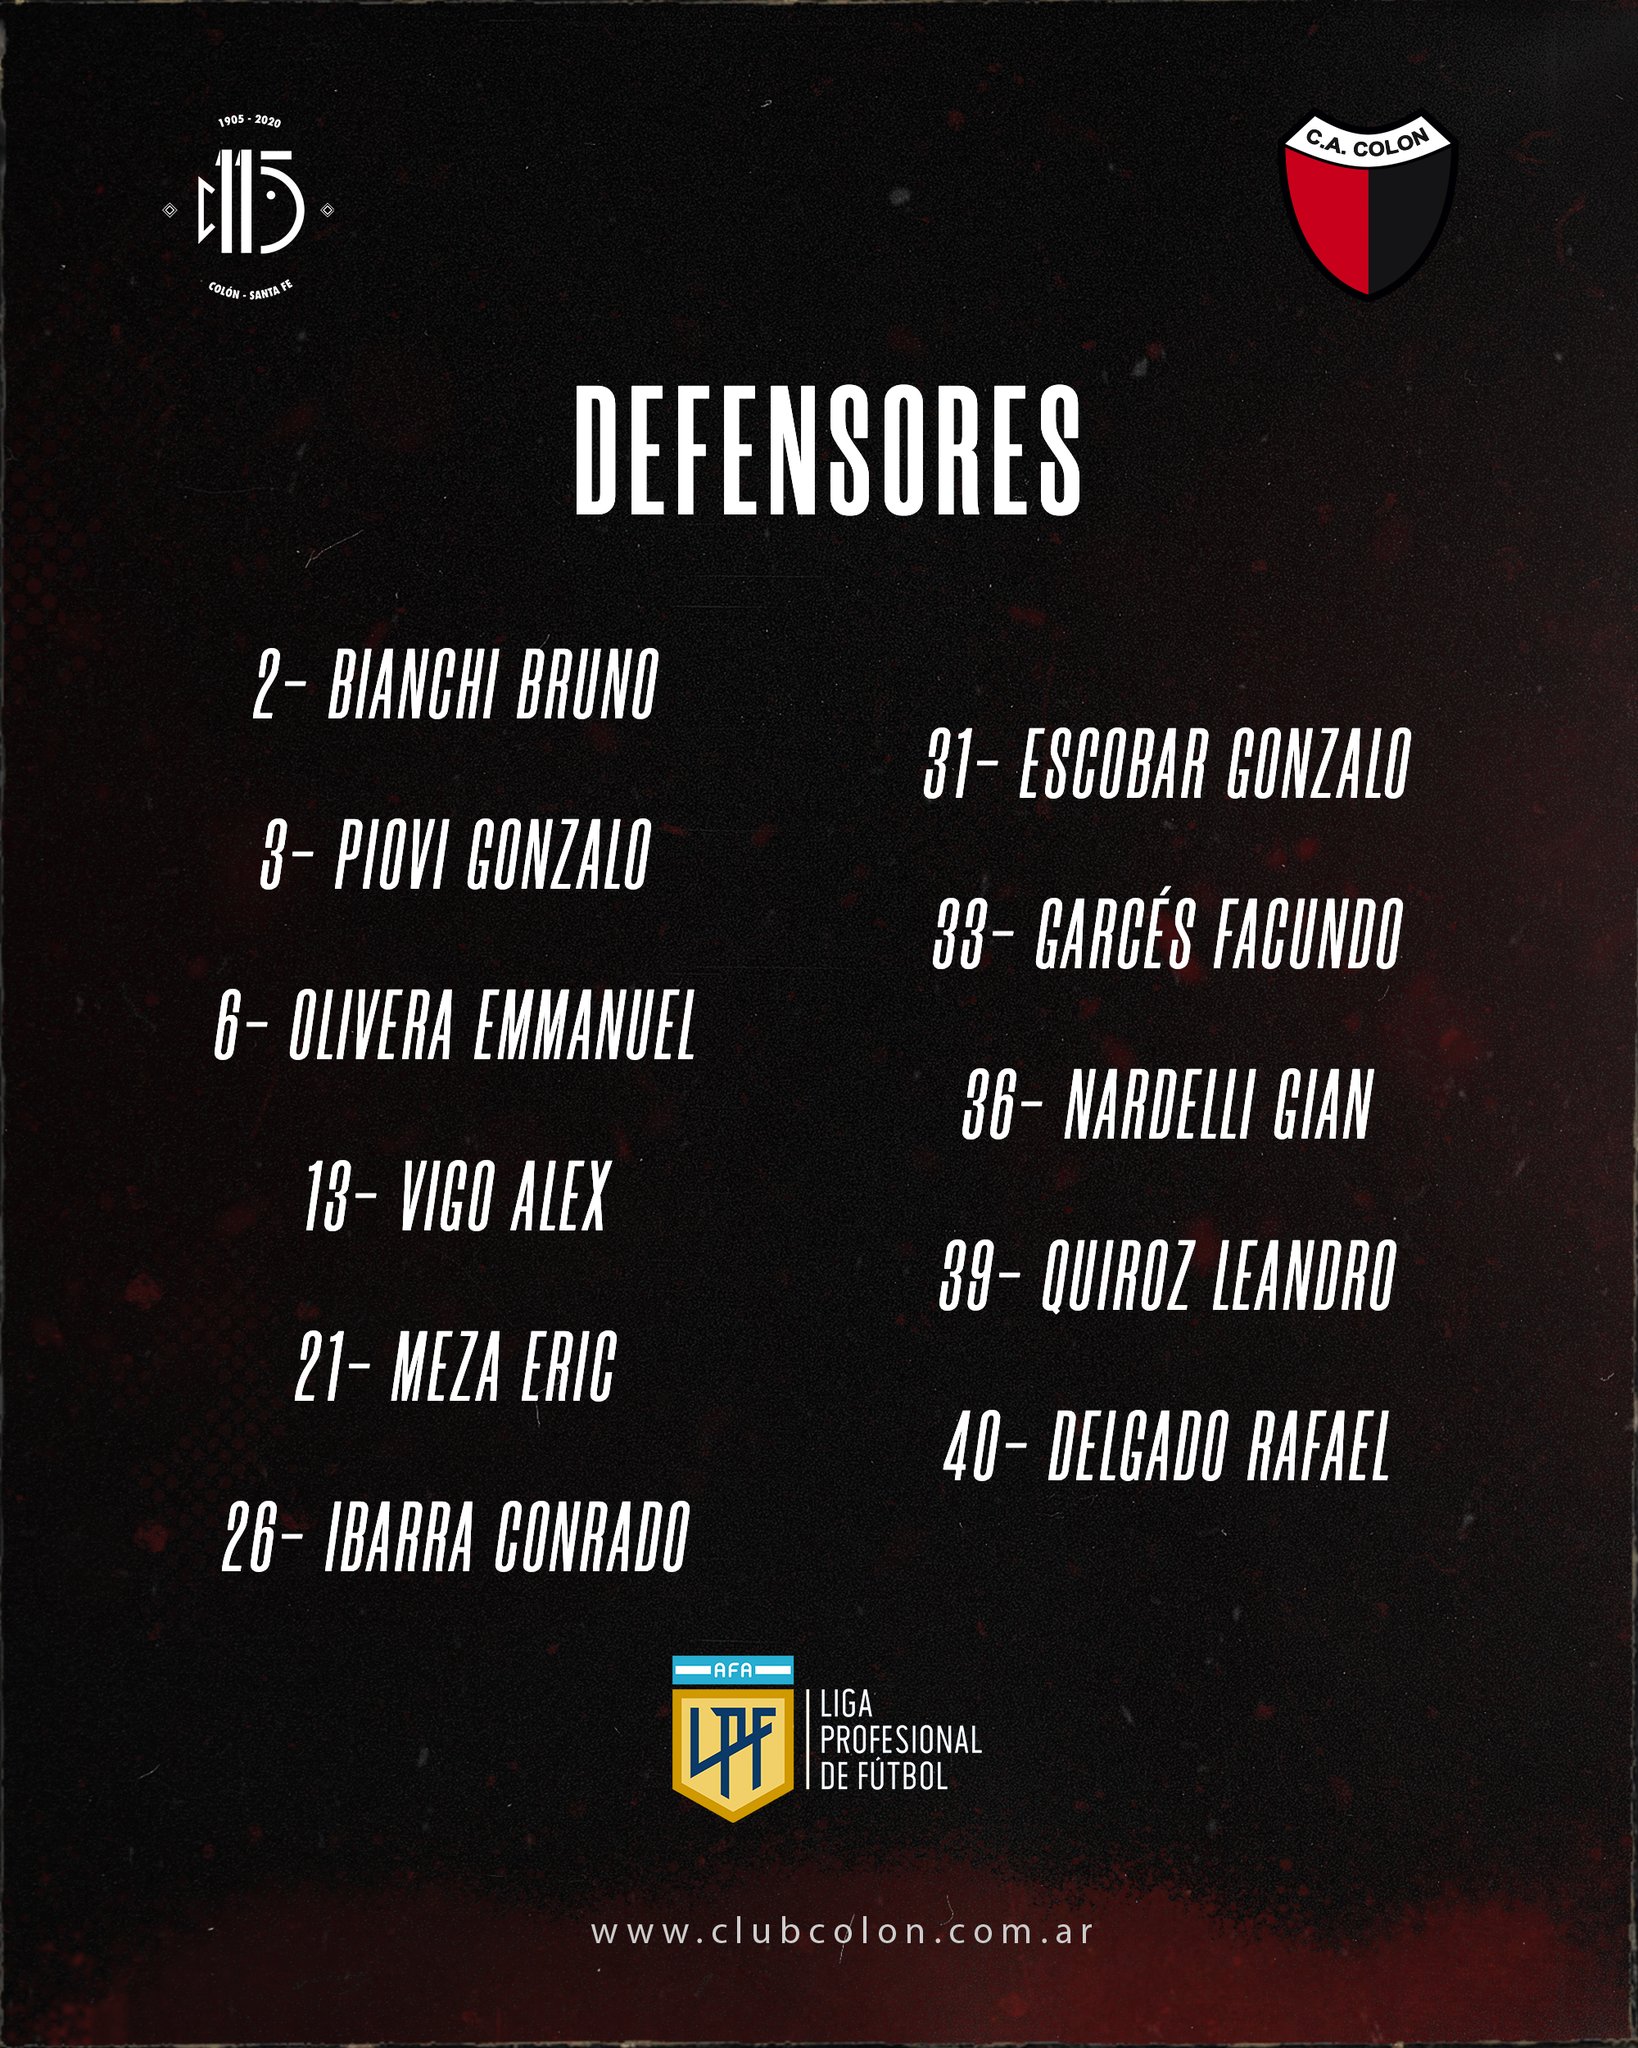 1905 - 2020
115
COLÓN - SANTA FE
C.A. COLON
DEFENSORES
2- BIANCHI BRUNO
3- PIOVI GONZALO
6- OLIVERA EMMANUEL
13- VIGO ALEX
21- MEZA ERIC
26- IBARRA CONRADO
31- ESCOBAR GONZALO
33- GARCÉS FACUNDO
36- NARDELLI GIAN
39- QUIROZ LEANDRO
40- DELGADO RAFAEL
AFA
LPF
LIGA
PROFESIONAL
DE FÚTBOL
www.clubcolon.com.ar